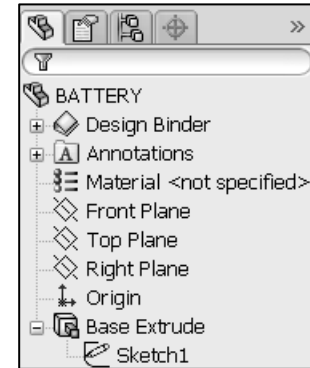 »
BATTERY
Design Binder
A Annotations
Material <not specified>
Front Plane
Top Plane
Right Plane
Origin
Base Extrude
Sketch1